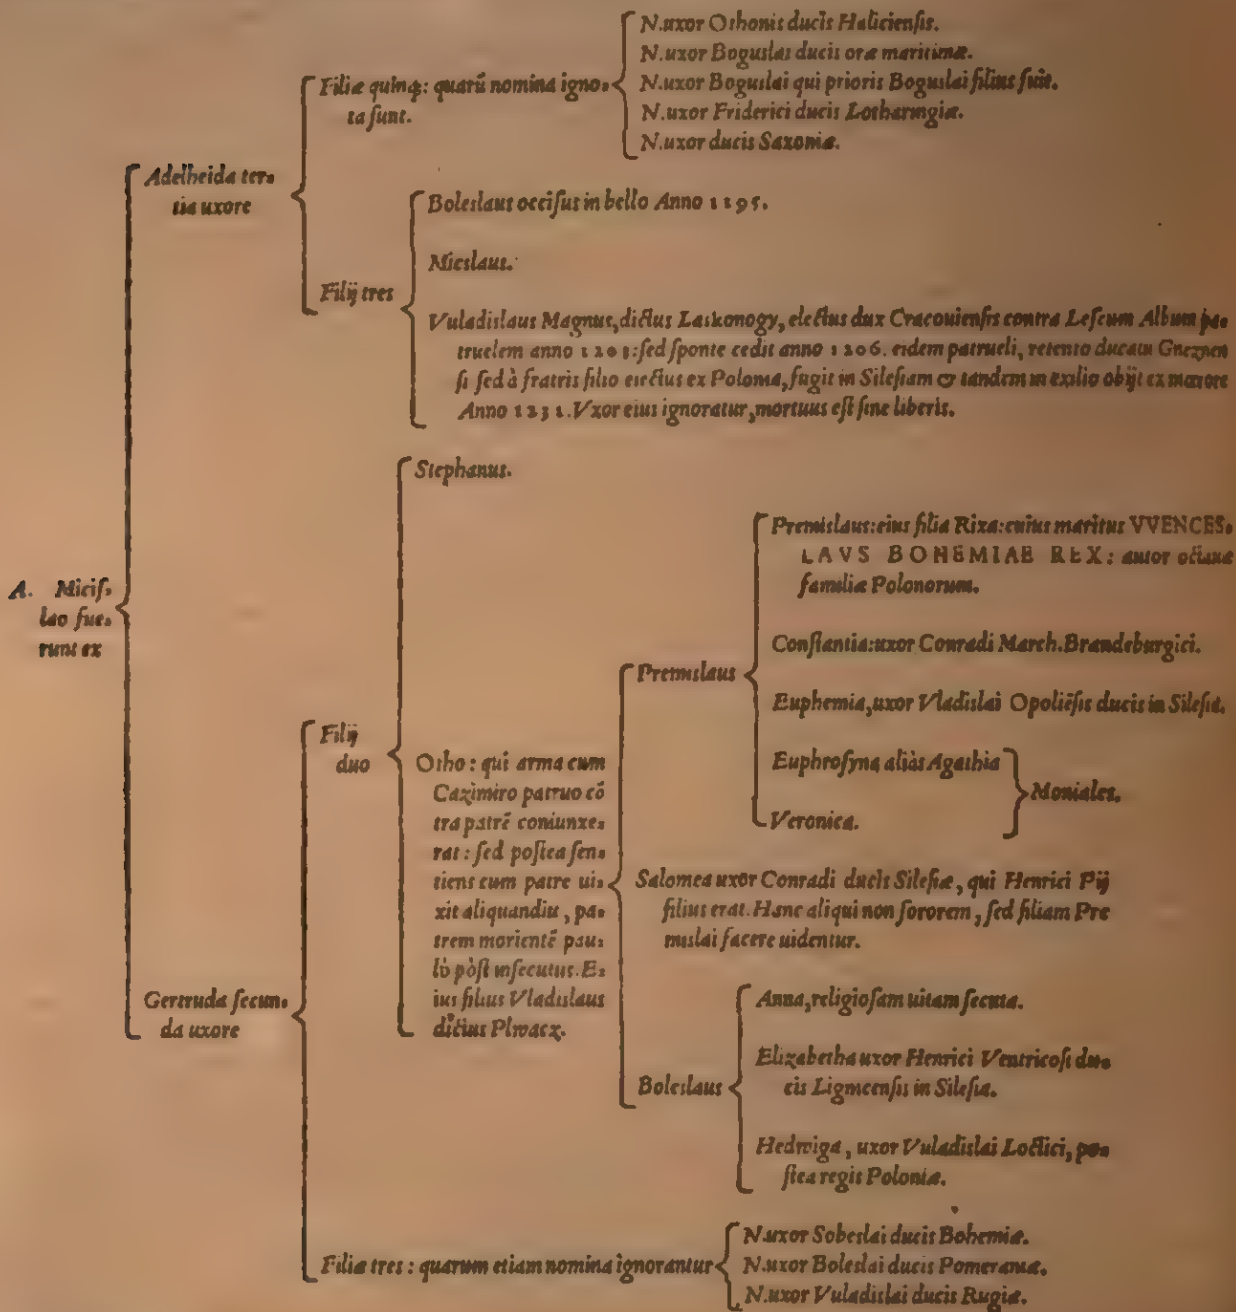 N.uxor Othonis ducis Haliciensis.
N.uxor Boguslai ducis oræ maritimæ.
Filiæ quinq;: quarū nomina igno-
N.uxor Boguslai qui prioris Boguslai filius fuit.
ta sunt.
N.uxor Friderici ducis Lotharingiæ.
N.uxor ducis Saxoniæ.
Adelheida ter-
tia uxore
Boleslaus occisus in bello Anno 1195.
Mieslaus.
Filij tres
Vuladislaus Magnus, dictus Laskonogy, electus dux Cracouiensis contra Lescum Album pa-
truelem anno 1203: sed sponte cedit anno 1206. eidem patrueli, retento ducatu Gneznen
si sed à fratris filio eiectus ex Polonia, fugit in Silesiam & tandem in exilio obijt ex mœrore
Anno 1231. Vxor eius ignoratur, mortuus est sine liberis.
Stephanus.
Premislaus: eius filia Rixa: cuius maritus VVENCES-
LAVS BOHEMIAE REX: autor octauæ
familiæ Polonorum.
A. Micis-
lao fue-
runt ex
Constantia: uxor Conradi March. Brandeburgici.
Premislaus
Euphemia, uxor Vladislai Opoliēsis ducis in Silesia.
Filij
duo
Euphrosyna aliàs Agathia
Moniales.
Veronica.
Otho: qui arma cum
Cazimiro patruo cō
tra patrē coniunxe-
rat: sed postea sen-
tiens cum patre ui-
xit aliquandiu, pa-
trem morientē pau-
lò pòst insecutus. E-
ius filius Vladislaus
dictus Plwacz.
Salomea uxor Conradi ducis Silesiæ, qui Henrici Pij
filius erat. Hanc aliqui non sororem, sed filiam Pre
mislai facere uidentur.
Gertruda secun-
da uxore
Anna, religiosam uitam secuta.
Elizabetha uxor Henrici Ventricosi du-
cis Ligniceensis in Silesia.
Boleslaus
Hedwiga, uxor Vuladislai Loctici, po-
stea regis Poloniæ.
N.uxor Sobeslai ducis Bohemiæ.
Filiæ tres: quarum etiam nomina ignorantur
N.uxor Boleslai ducis Pomeraniæ.
N.uxor Vuladislai ducis Rugiæ.